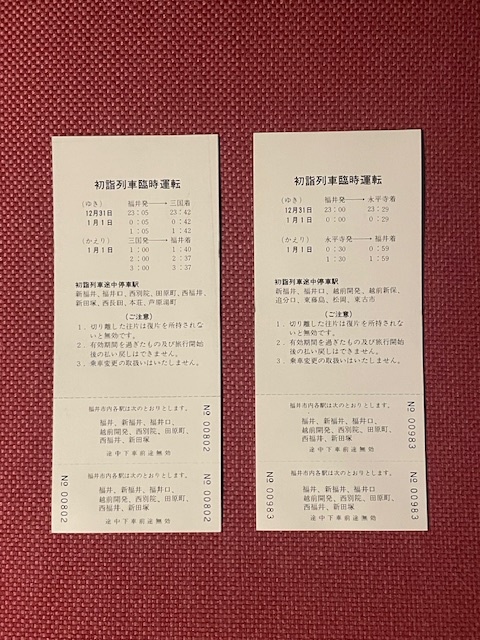 初詣列車臨時運転
(ゆき) 福井発→三国着
12月31日 23:05 23:42
1月1日 0:05 0:42
1:05 1:42
(かえり) 三国発→福井着
1月1日 1:00 1:40
2:00 2:37
3:00 3:37
初詣列車途中停車駅
新福井、福井口、西別院、田原町、西福井、
新田塚、西長田、本荘、芦原湯町
(ご注意)
1.切り離した往片は復片を所持されな
いと無効です。
2.有効期間を過ぎたもの及び旅行開始
後の払い戻しはできません。
3.乗車変更の取扱いはいたしません。
福井市内各駅は次のとおりとします。
福井、新福井、福井口、
越前開発、西別院、田原町、
西福井、新田塚
途中下車前途無効
№ 00802
福井市内各駅は次のとおりとします。
福井、新福井、福井口
越前開発、西別院、田原町、
西福井、新田塚
途中下車前途無効
№ 00802
№ 00802
初詣列車臨時運転
(ゆき) 福井発→永平寺着
12月31日 23:00 23:29
1月1日 0:00 0:29
(かえり) 永平寺発→福井着
1月1日 0:30 0:59
1:30 1:59
初詣列車途中停車駅
新福井、福井口、越前開発、越前新保、
追分口、東藤島、松岡、東古市
(ご注意)
1.切り離した往片は復片を所持されな
いと無効です。
2.有効期間を過ぎたもの及び旅行開始
後の払い戻しはできません。
3.乗車変更の取扱いはいたしません。
福井市内各駅は次のとおりとします。
福井、新福井、福井口、
越前開発、西別院、田原町、
西福井、新田塚
途中下車前途無効
№ 00983
福井市内各駅は次のとおりとします。
福井、新福井、福井口
越前開発、西別院、田原町、
西福井、新田塚
途中下車前途無効
№ 00983
№ 00983